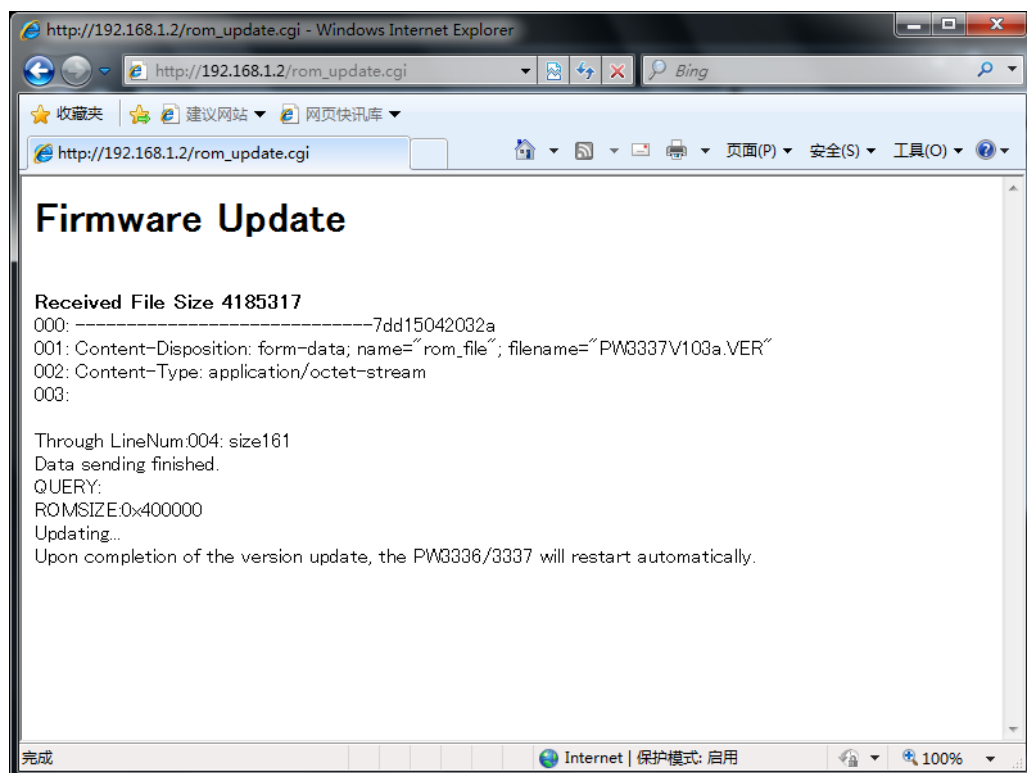 http://192.168.1.2/rom_update.cgi - Windows Internet Explorer
http://192.168.1.2/rom_update.cgi Bing
收藏夹 建议网站 网页快讯库
http://192.168.1.2/rom_update.cgi 页面(P) 安全(S) 工具(O)
Firmware Update
Received File Size 4185317
000: -----------------------------7dd15042032a
001: Content-Disposition: form-data; name="rom_file"; filename="PW3337V103a.VER"
002: Content-Type: application/octet-stream
003:
Through LineNum:004: size161
Data sending finished.
QUERY:
ROMSIZE:0x400000
Updating...
Upon completion of the version update, the PW3336/3337 will restart automatically.
完成 Internet | 保护模式: 启用 100%